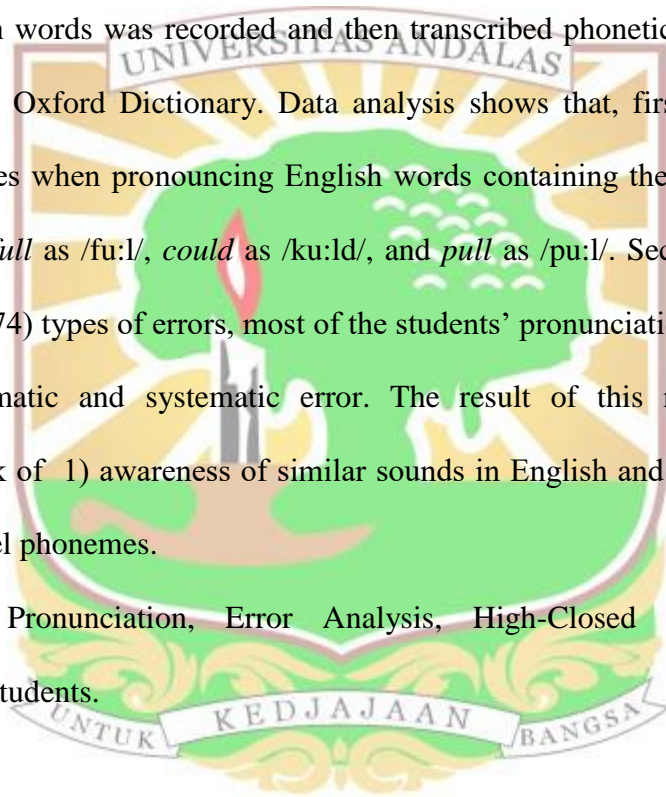 n words was recorded and then transcribed phonetic
UNIVERSITAS ANDALAS
Oxford Dictionary. Data analysis shows that, firs
es when pronouncing English words containing the
ull as /fu:l/, could as /ku:ld/, and pull as /pu:l/. Sec
74) types of errors, most of the students’ pronunciati
matic and systematic error. The result of this r
k of 1) awareness of similar sounds in English and
el phonemes.
Pronunciation, Error Analysis, High-Closed
students.
UNTUK KEDJAJAAN BANGSA